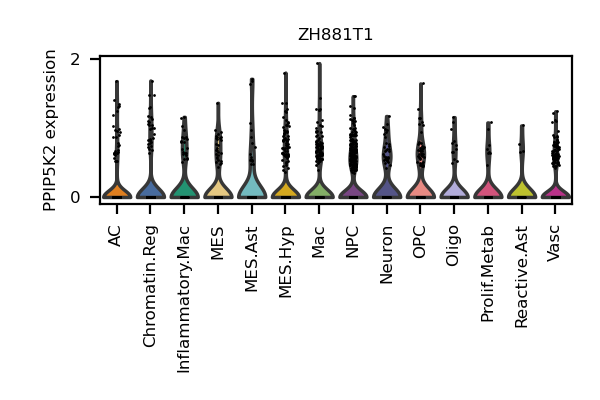 ZH881T1
PPIP5K2 expression
2
0
AC
Chromatin.Reg
Inflammatory.Mac
MES
MES.Ast
MES.Hyp
Mac
NPC
Neuron
OPC
Oligo
Prolif.Metab
Reactive.Ast
Vasc